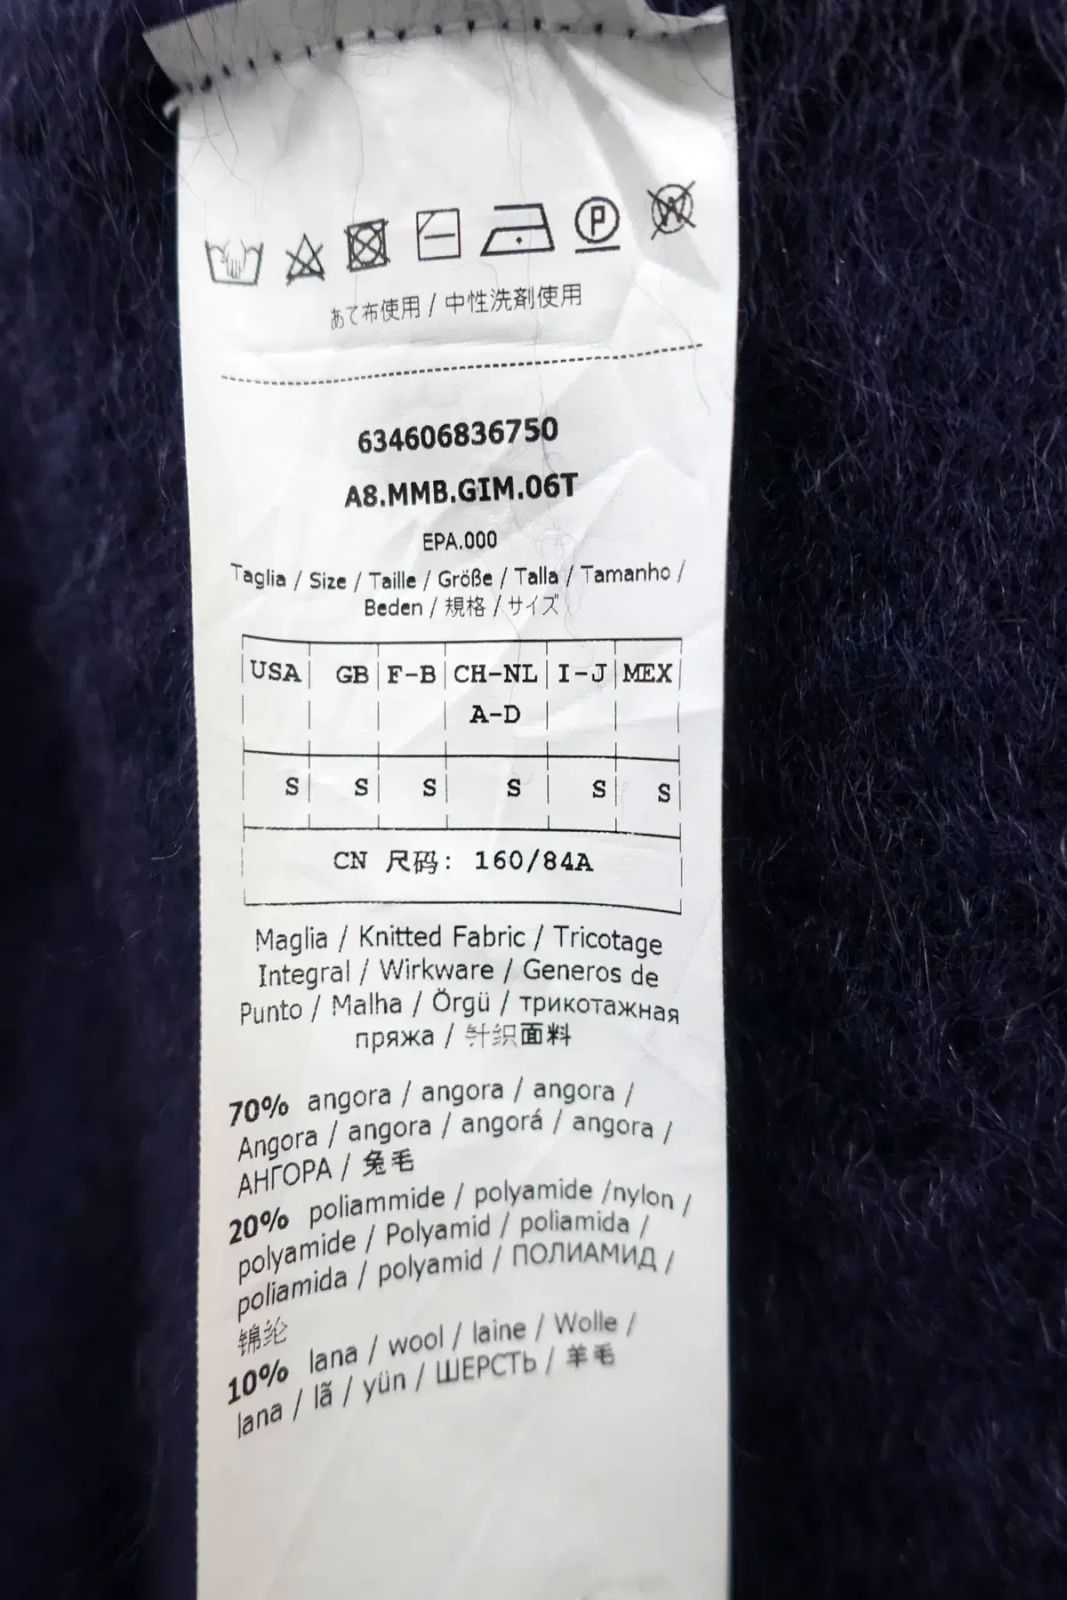 あて布使用 / 中性洗剤使用
634606836750
A8.MMB.GIM.06T
EPA.000
Taglia / Size / Taille / Größe / Talla / Tamanho /
Beden / 規格 / サイズ
USA GB F-B CH-NL I-J MEX
A-D
S S S S S S
CN 尺码: 160/84A
Maglia / Knitted Fabric / Tricotage
Integral / Wirkware / Generos de
Punto / Malha / Örgü / трикотажная
пряжа / 针织面料
70% angora / angora / angora /
Angora / angora / angorá / angora /
АНГОРА / 兔毛
20% poliammide / polyamide /nylon /
polyamide / Polyamid / poliamida /
poliamida / polyamid / ПОЛИАМИД /
锦纶
10% lana / wool / laine / Wolle /
lana / lã / yün / ШЕРСТЬ / 羊毛